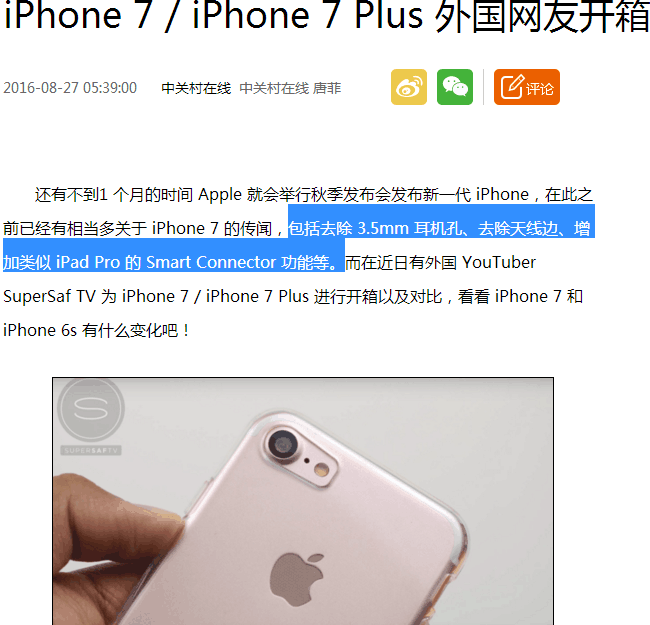 iPhone 7 / iPhone 7 Plus 外国网友开箱
2016-08-27 05:39:00 中关村在线 中关村在线 唐菲 评论
还有不到1 个月的时间 Apple 就会举行秋季发布会发布新一代 iPhone，在此之
前已经有相当多关于 iPhone 7 的传闻，包括去除 3.5mm 耳机孔、去除天线边、增
加类似 iPad Pro 的 Smart Connector 功能等。而在近日有外国 YouTuber
SuperSaf TV 为 iPhone 7 / iPhone 7 Plus 进行开箱以及对比，看看 iPhone 7 和
iPhone 6s 有什么变化吧！
S
SUPERSAFTV